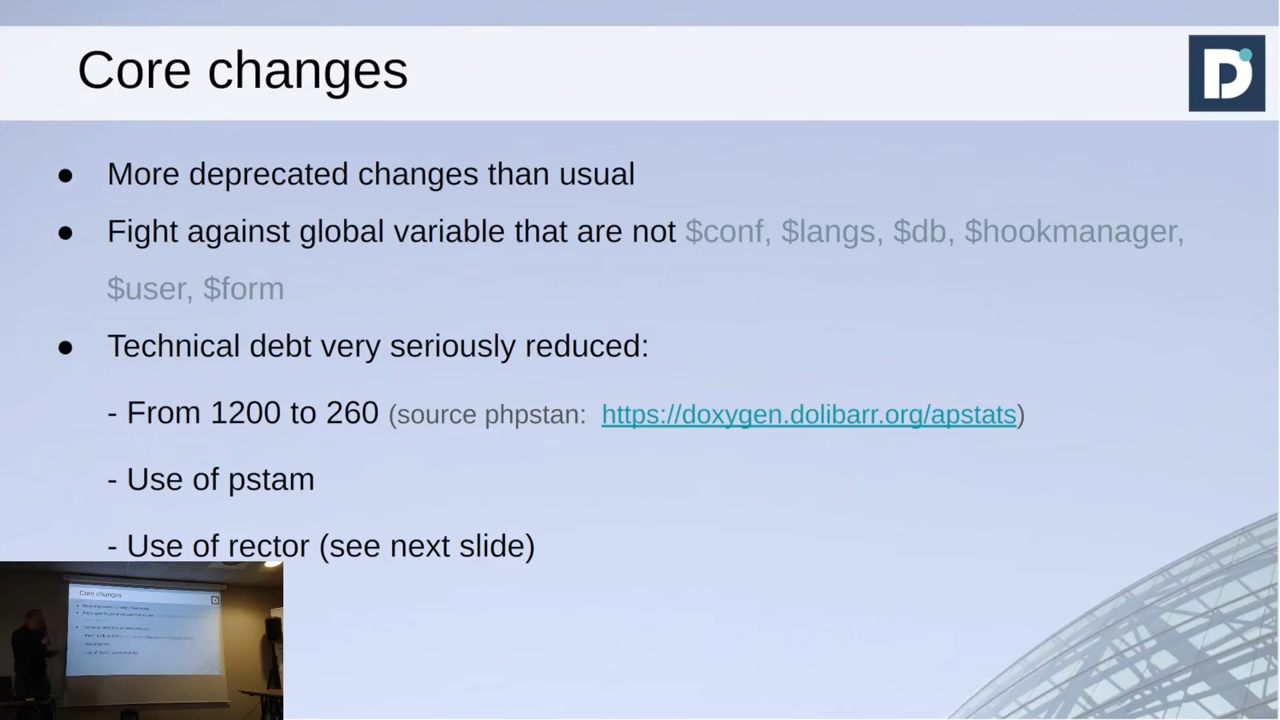 Core changes
● More deprecated changes than usual
● Fight against global variable that are not $conf, $langs, $db, $hookmanager,
$user, $form
● Technical debt very seriously reduced:
- From 1200 to 260 (source phpstan: https://doxygen.dolibarr.org/apstats)
- Use of pstam
- Use of rector (see next slide)
Core changes